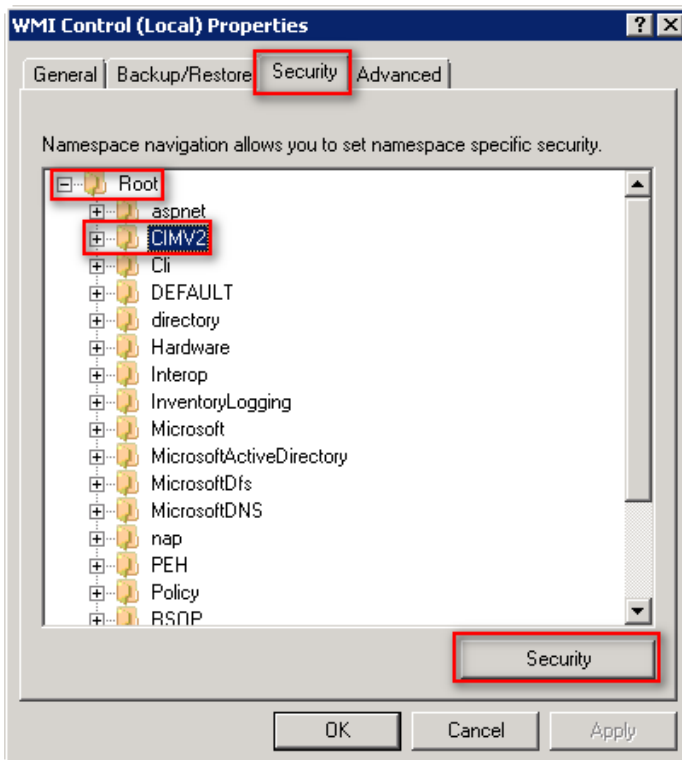 WMI Control (Local) Properties
General Backup/Restore Security Advanced
Namespace navigation allows you to set namespace specific security.
Root
aspnet
CIMV2
Cli
DEFAULT
directory
Hardware
Interop
InventoryLogging
Microsoft
MicrosoftActiveDirectory
MicrosoftDfs
MicrosoftDNS
nap
PEH
Policy
RSOP
Security
OK Cancel Apply